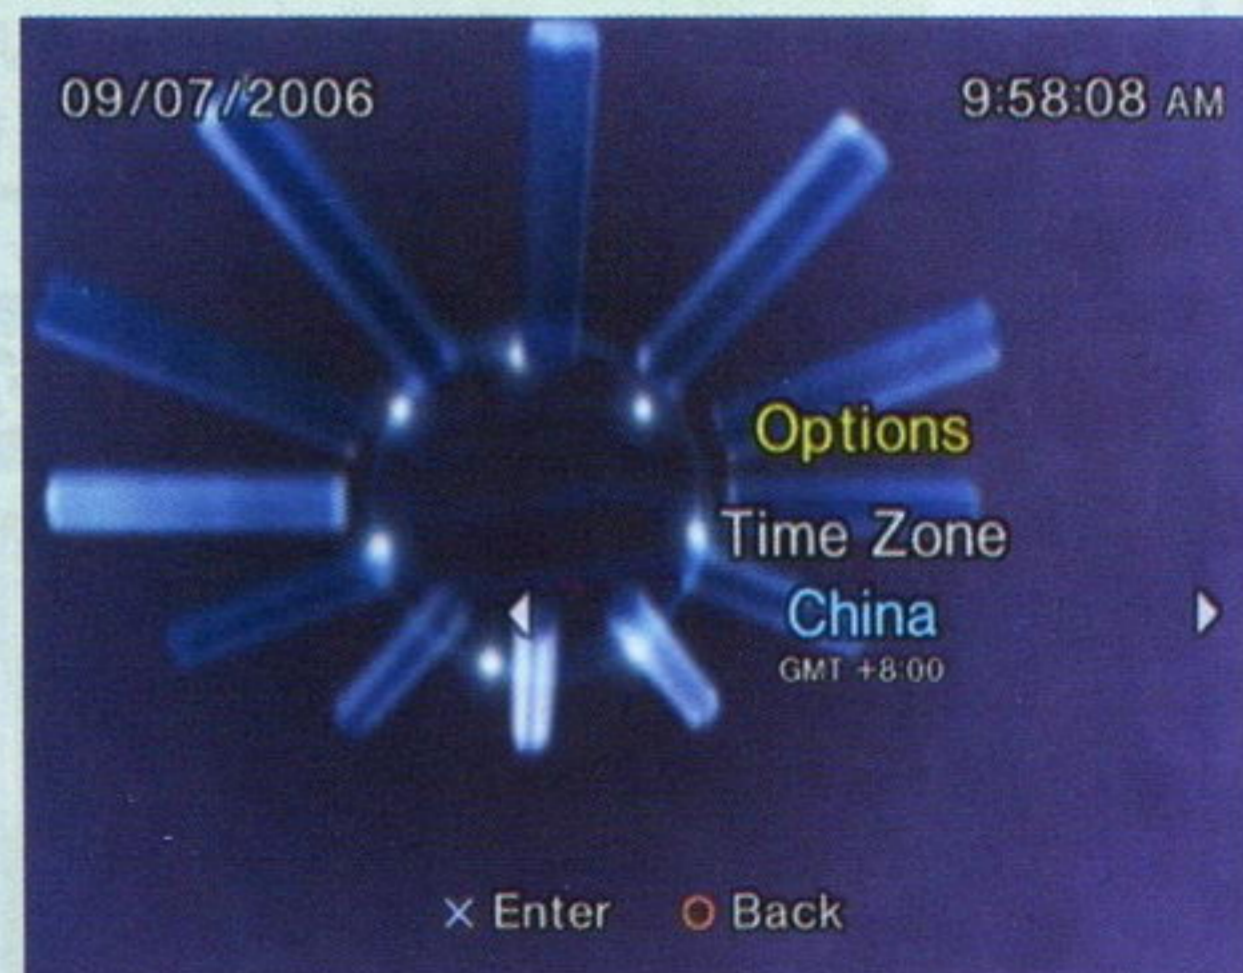 09/07/2006 9:58:08 AM
Options
Time Zone
China
GMT +8:00
× Enter ○ Back